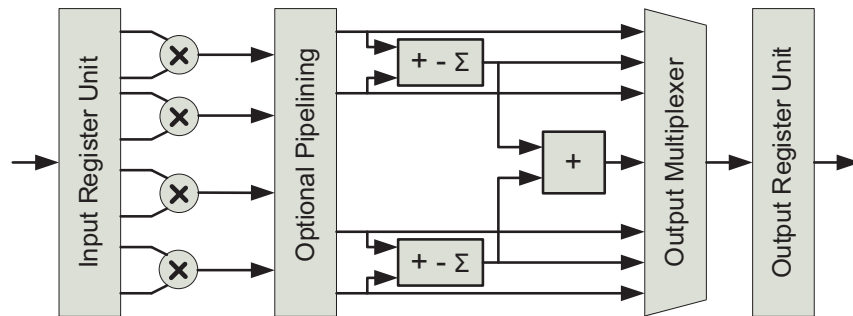 Input Register Unit
×
×
×
×
Optional Pipelining
+ - Σ
+
+ - Σ
Output Multiplexer
Output Register Unit